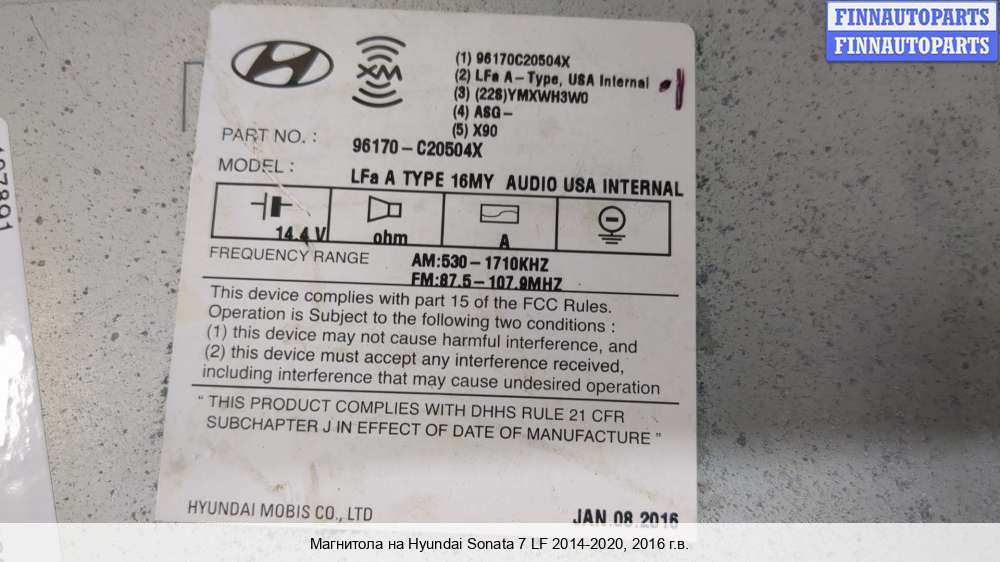 FINNAUTOPARTS
FINNAUTOPARTS
XM
(1) 96170C20504X
(2) LFa A-Type, USA Internal
(3) (228)YMXWH3W0
(4) ASG-
(5) X90
PART NO. : 96170-C20504X
MODEL : LFa A TYPE 16MY AUDIO USA INTERNAL
14.4 V ohm A
FREQUENCY RANGE AM:530-1710KHZ
FM:87.5-107.9MHZ
This device complies with part 15 of the FCC Rules.
Operation is Subject to the following two conditions :
(1) this device may not cause harmful interference, and
(2) this device must accept any interference received,
including interference that may cause undesired operation
" THIS PRODUCT COMPLIES WITH DHHS RULE 21 CFR
SUBCHAPTER J IN EFFECT OF DATE OF MANUFACTURE "
HYUNDAI MOBIS CO., LTD JAN.08.2016
Магнитола на Hyundai Sonata 7 LF 2014-2020, 2016 г.в.